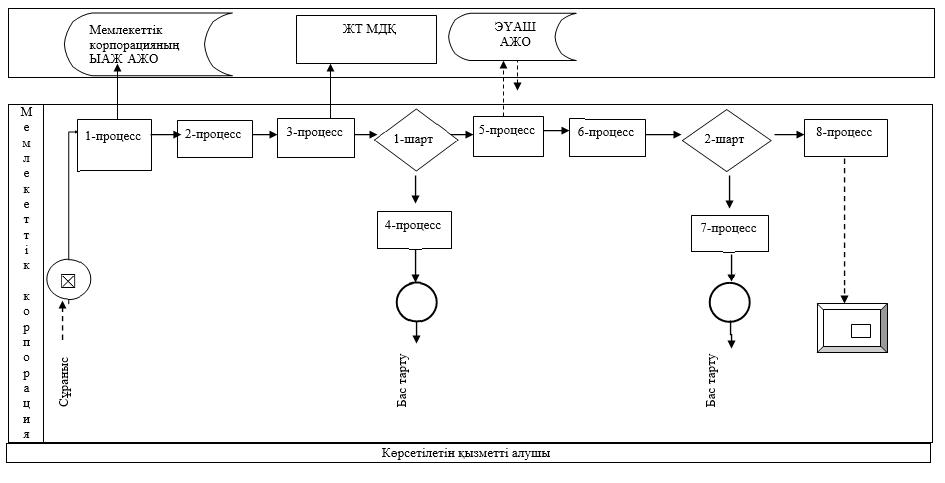 Мемлекеттік
корпорацияның
ЫАЖ АЖО
ЖТ МДҚ
ЭҮАШ
АЖО
Мемлекеттік корпорация
1-процесс
2-процесс
3-процесс
1-шарт
5-процесс
6-процесс
2-шарт
8-процесс
4-процесс
7-процесс
Сұраныс
Бас тарту
Бас тарту
Көрсетілетін қызметті алушы